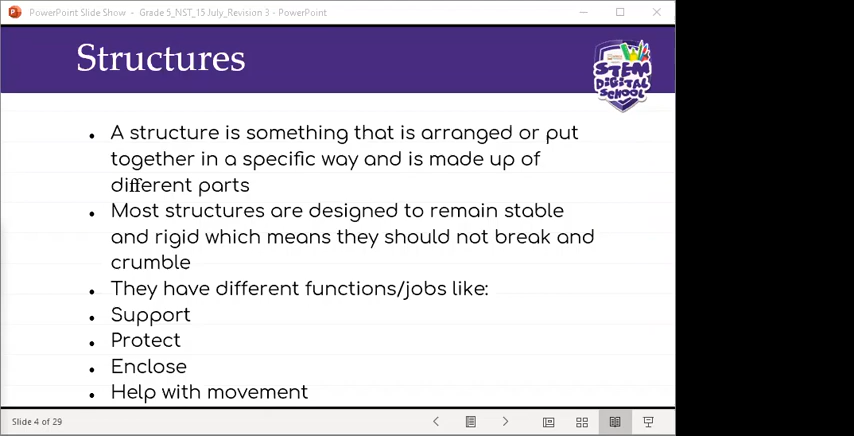 PowerPoint Slide Show - Grade 5_NST_15 July_Revision 3 - PowerPoint
Structures
STEM
DIGITAL
SCHOOL
• A structure is something that is arranged or put
together in a specific way and is made up of
different parts
• Most structures are designed to remain stable
and rigid which means they should not break and
crumble
• They have different functions/jobs like:
• Support
• Protect
• Enclose
• Help with movement
Slide 4 of 29